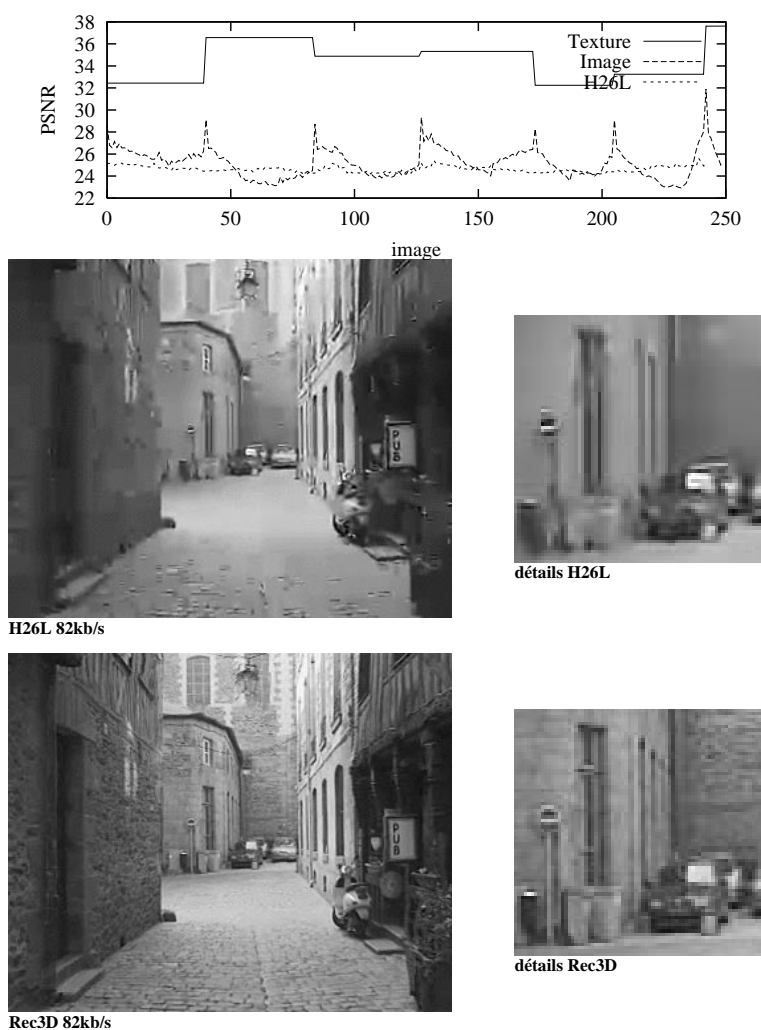 38
36
34
32
30
28
26
24
22
PSNR
Texture
Image
H26L
0 50 100 150 200 250
image
PUB
détails H26L
H26L 82kb/s
PUB
détails Rec3D
Rec3D 82kb/s